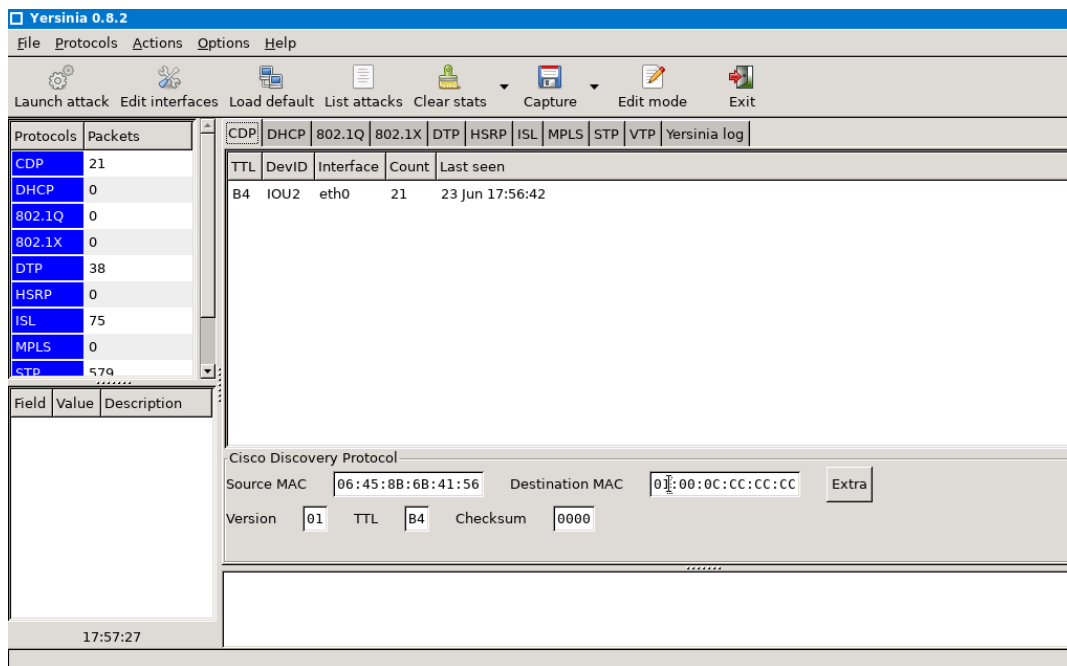 Yersinia 0.8.2
File Protocols Actions Options Help
Launch attack Edit interfaces Load default List attacks Clear stats Capture Edit mode Exit
Protocols Packets
CDP 21
DHCP 0
802.1Q 0
802.1X 0
DTP 38
HSRP 0
ISL 75
MPLS 0
STP 579
Field Value Description
17:57:27
CDP DHCP 802.1Q 802.1X DTP HSRP ISL MPLS STP VTP Yersinia log
TTL DevID Interface Count Last seen
B4 IOU2 eth0 21 23 Jun 17:56:42
Cisco Discovery Protocol
Source MAC 06:45:8B:6B:41:56 Destination MAC 01:00:0C:CC:CC:CC Extra
Version 01 TTL B4 Checksum 0000